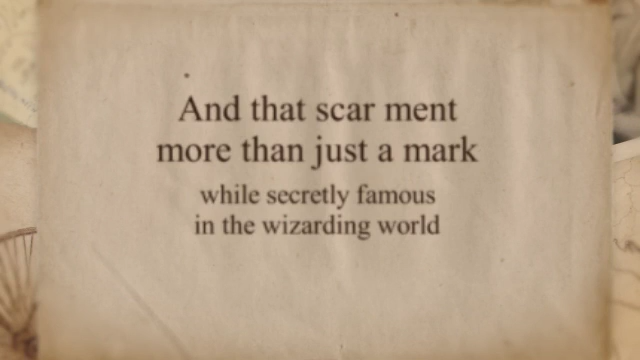 And that scar ment
more than just a mark
while secretly famous
in the wizarding world